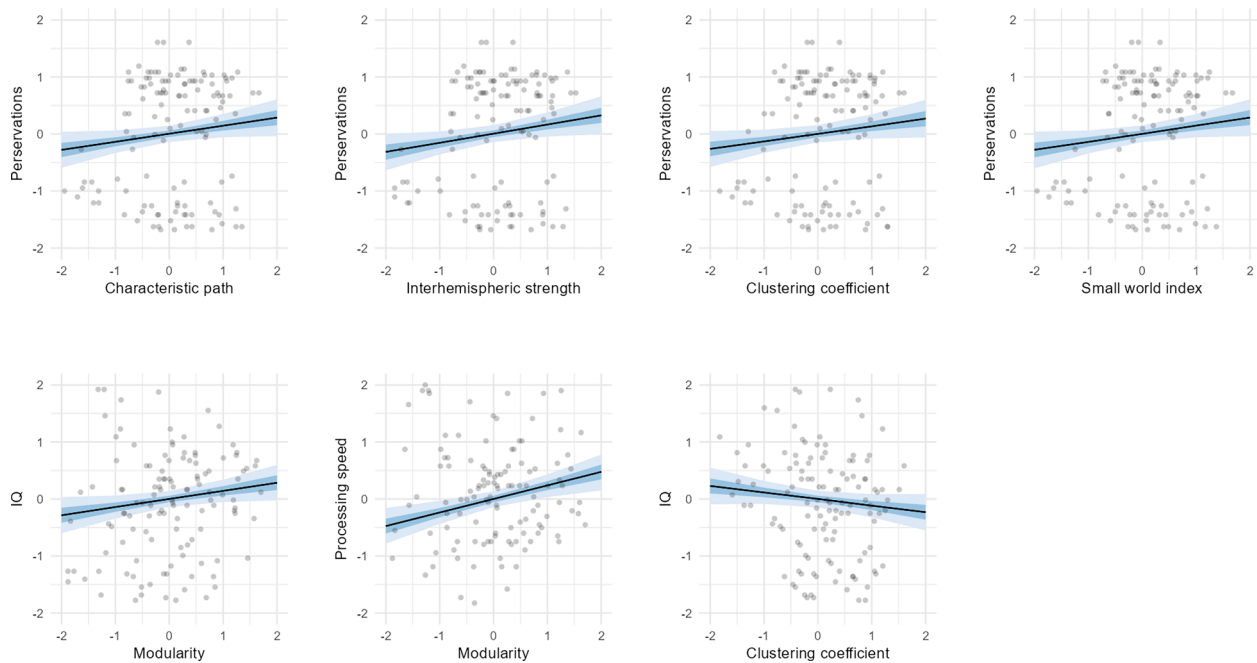 Perservations
2
1
0
-1
-2
-2 -1 0 1 2
Characteristic path
Perservations
2
1
0
-1
-2
-2 -1 0 1 2
Interhemispheric strength
Perservations
2
1
0
-1
-2
-2 -1 0 1 2
Clustering coefficient
Perservations
2
1
0
-1
-2
-2 -1 0 1 2
Small world index
IQ
2
1
0
-1
-2
-2 -1 0 1 2
Modularity
Processing speed
2
1
0
-1
-2
-2 -1 0 1 2
Modularity
IQ
2
1
0
-1
-2
-2 -1 0 1 2
Clustering coefficient